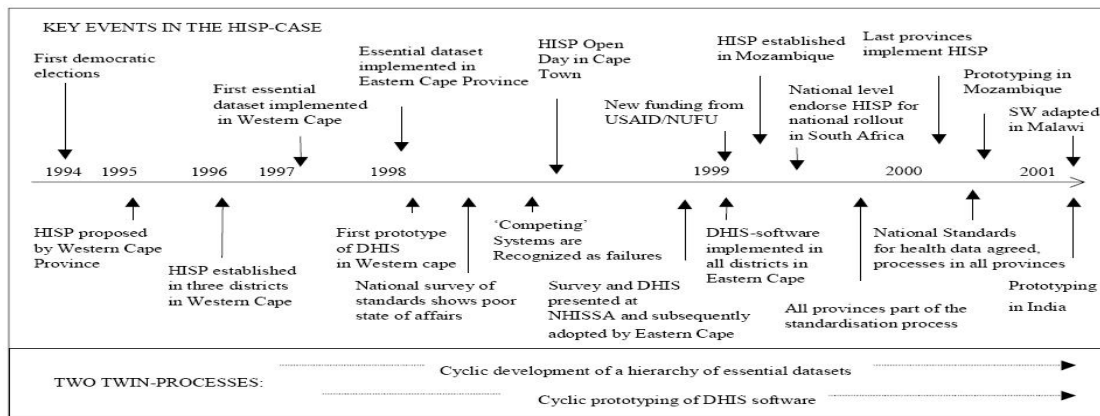 KEY EVENTS IN THE HISP-CASE
First democratic
elections
First essential
dataset implemented
in Western Cape
Essential dataset
implemented in
Eastern Cape Province
HISP Open
Day in Cape
Town
New funding from
USAID/NUFU
HISP established
in Mozambique
National level
endorse HISP for
national rollout
in South Africa
Last provinces
implement HISP
Prototyping in
Mozambique
SW adapted
in Malawi
1994 1995 1996 1997 1998 1999 2000 2001
HISP proposed
by Western Cape
Province
HISP established
in three districts
in Western Cape
First prototype
of DHIS
in Western cape
National survey of
standards shows poor
state of affairs
‘Competing’
Systems are
Recognized as failures
Survey and DHIS
presented at
NHISSA and subsequently
adopted by Eastern Cape
DHIS-software
implemented in
all districts in
Eastern Cape
All provinces part of the
standardisation process
National Standards
for health data agreed,
processes in all provinces
Prototyping
in India
TWO TWIN-PROCESSES:
Cyclic development of a hierarchy of essential datasets
Cyclic prototyping of DHIS software